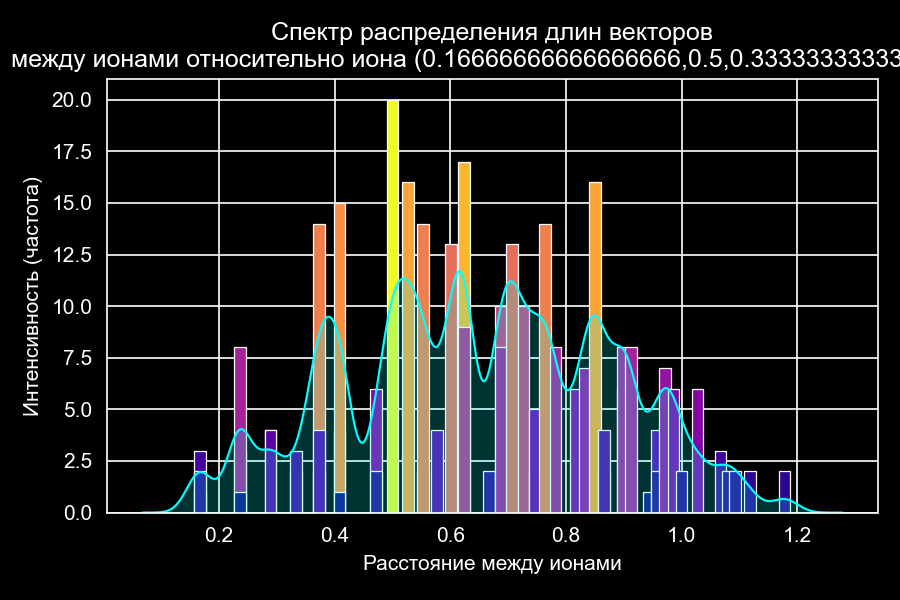 Спектр распределения длин векторов
между ионами относительно иона (0.16666666666666666,0.5,0.33333333333
20.0
17.5
15.0
12.5
10.0
7.5
5.0
2.5
0.0
Интенсивность (частота)
0.2 0.4 0.6 0.8 1.0 1.2
Расстояние между ионами